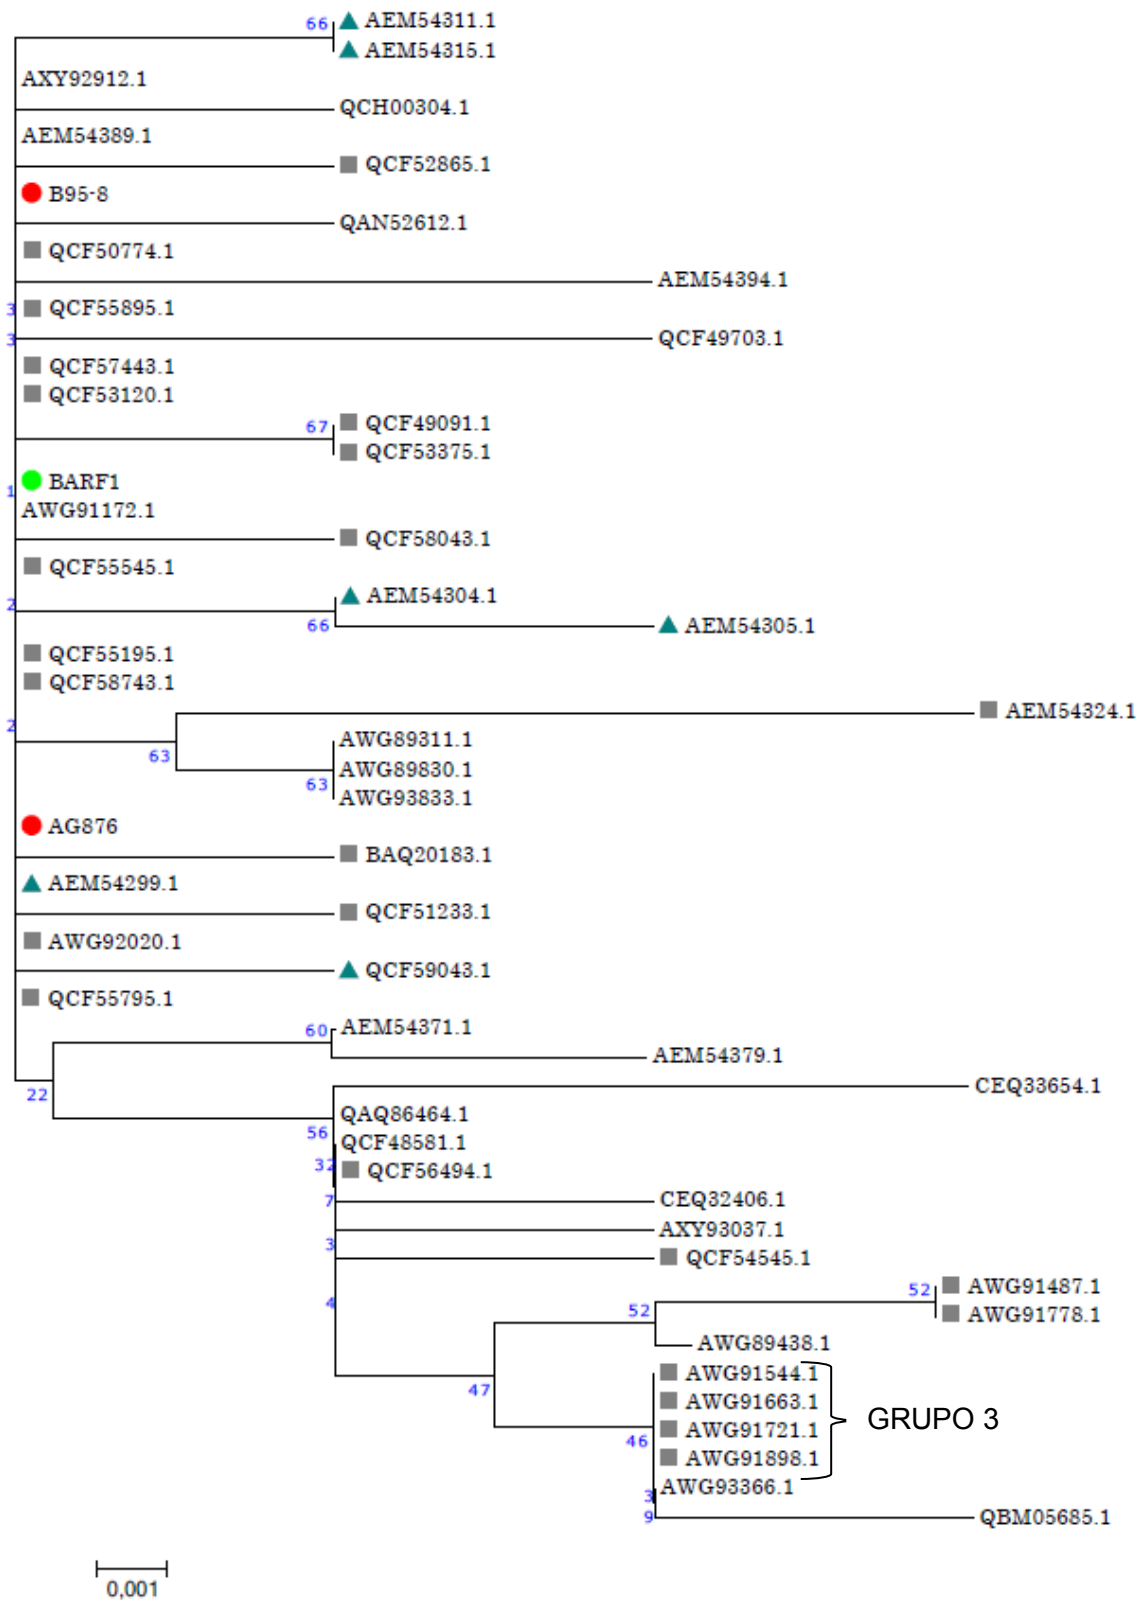 66
AEM54311.1
AEM54315.1
AXY92912.1
QCH00304.1
AEM54389.1
QCF52865.1
B95-8
QAN52612.1
QCF50774.1
AEM54394.1
3
QCF55895.1
3
QCF49703.1
QCF57443.1
QCF53120.1
67
QCF49091.1
QCF53375.1
BARF1
1
AWG91172.1
QCF58043.1
QCF55545.1
2
AEM54304.1
66
AEM54305.1
QCF55195.1
QCF58743.1
AEM54324.1
2
63
AWG89311.1
AWG89830.1
63
AWG93833.1
AG876
BAQ20183.1
AEM54299.1
QCF51233.1
AWG92020.1
QCF59043.1
QCF55795.1
60
AEM54371.1
AEM54379.1
22
CEQ33654.1
QAQ86464.1
56
QCF48581.1
32
QCF56494.1
7
CEQ32406.1
AXY93037.1
3
QCF54545.1
4
52
AWG91487.1
AWG91778.1
52
AWG89438.1
47
AWG91544.1
AWG91663.1
GRUPO 3
AWG91721.1
46
AWG91898.1
AWG93366.1
3
9
QBM05685.1
0,001